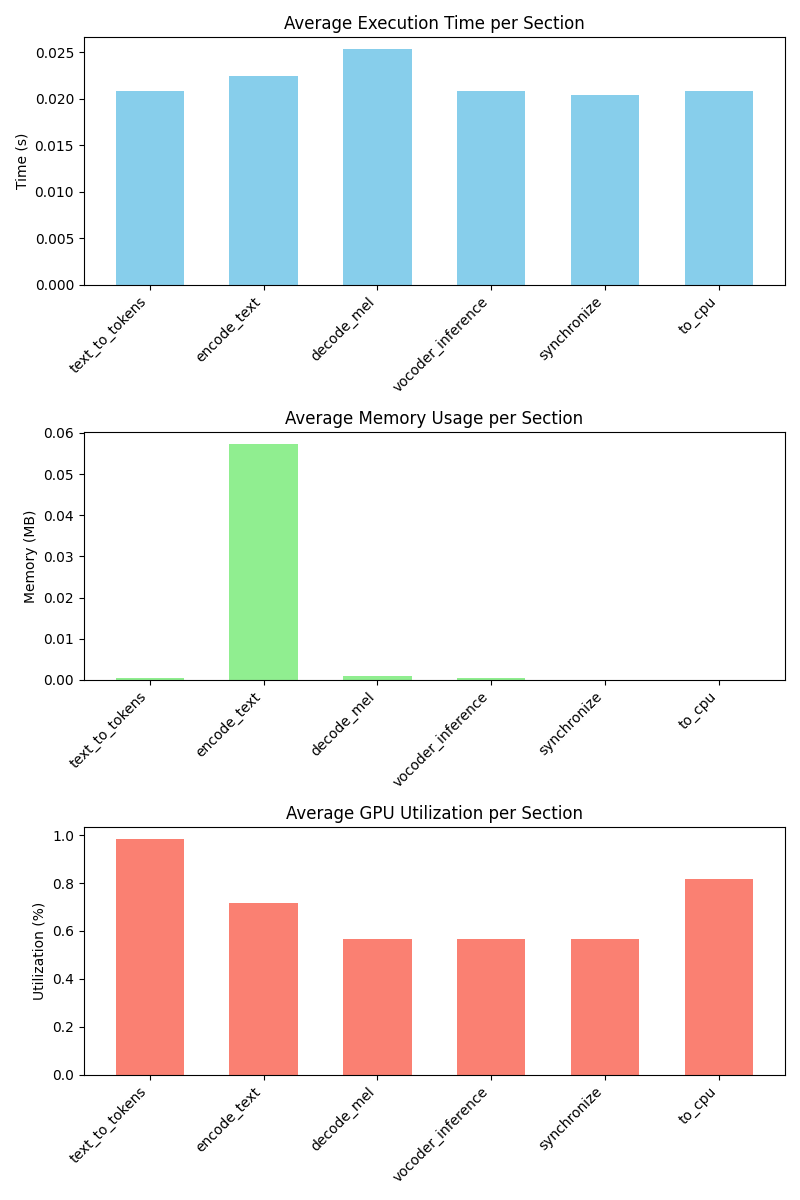 Average Execution Time per Section
Time (s)
0.025
0.020
0.015
0.010
0.005
0.000
text_to_tokens
encode_text
decode_mel
vocoder_inference
synchronize
to_cpu
Average Memory Usage per Section
Memory (MB)
0.06
0.05
0.04
0.03
0.02
0.01
0.00
text_to_tokens
encode_text
decode_mel
vocoder_inference
synchronize
to_cpu
Average GPU Utilization per Section
Utilization (%)
1.0
0.8
0.6
0.4
0.2
0.0
text_to_tokens
encode_text
decode_mel
vocoder_inference
synchronize
to_cpu